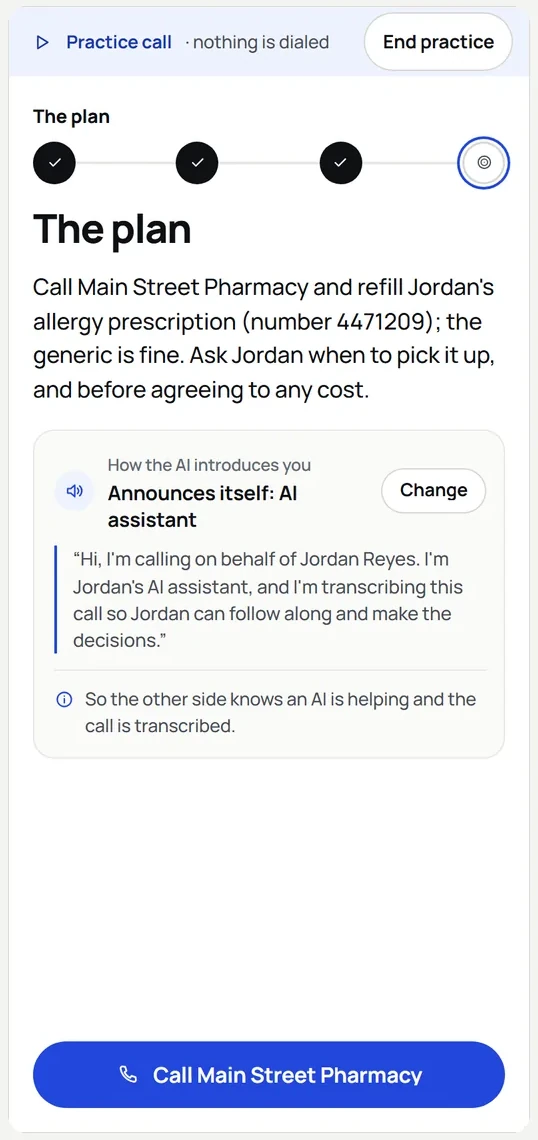 Practice call · nothing is dialed
End practice
The plan
The plan
Call Main Street Pharmacy and refill Jordan's
allergy prescription (number 4471209); the
generic is fine. Ask Jordan when to pick it up,
and before agreeing to any cost.
How the AI introduces you
Announces itself: AI
assistant
Change
“Hi, I'm calling on behalf of Jordan Reyes. I'm
Jordan's AI assistant, and I'm transcribing this
call so Jordan can follow along and make the
decisions.”
So the other side knows an AI is helping and the
call is transcribed.
Call Main Street Pharmacy